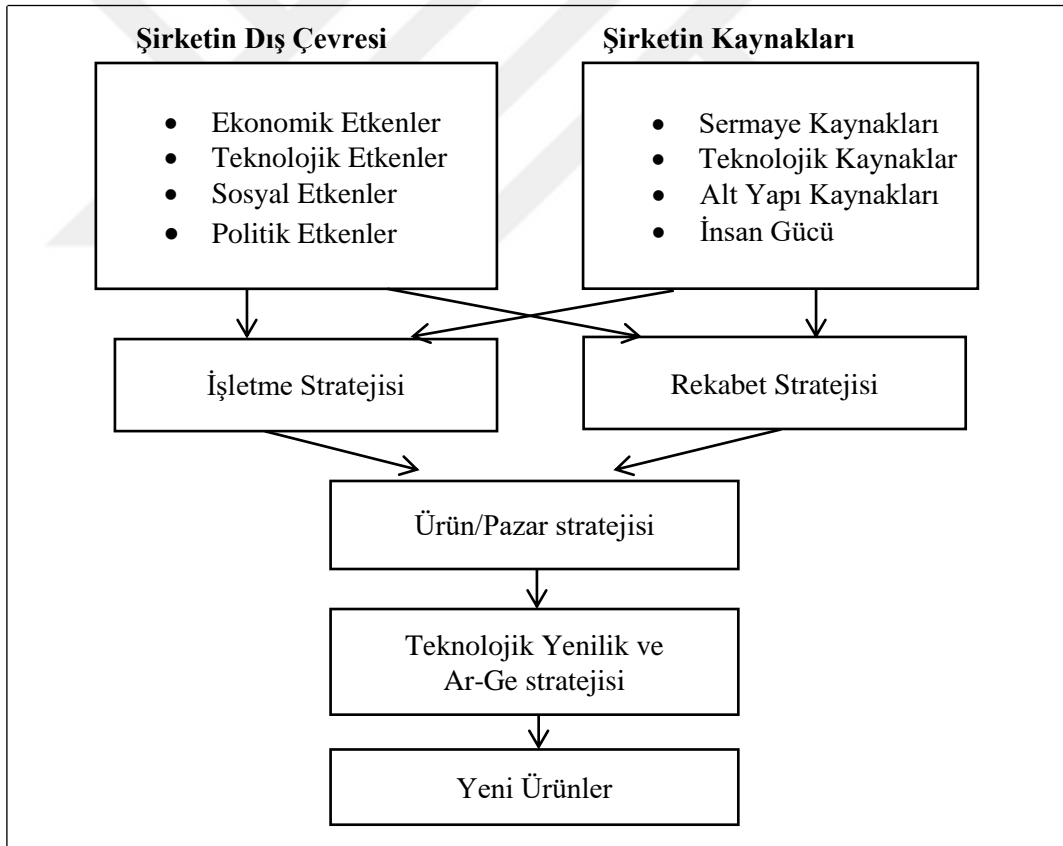 Şirketin Dış Çevresi
• Ekonomik Etkenler
• Teknolojik Etkenler
• Sosyal Etkenler
• Politik Etkenler
Şirketin Kaynakları
• Sermaye Kaynakları
• Teknolojik Kaynaklar
• Alt Yapı Kaynakları
• İnsan Gücü
İşletme Stratejisi
Rekabet Stratejisi
Ürün/Pazar stratejisi
Teknolojik Yenilik ve
Ar-Ge stratejisi
Yeni Ürünler